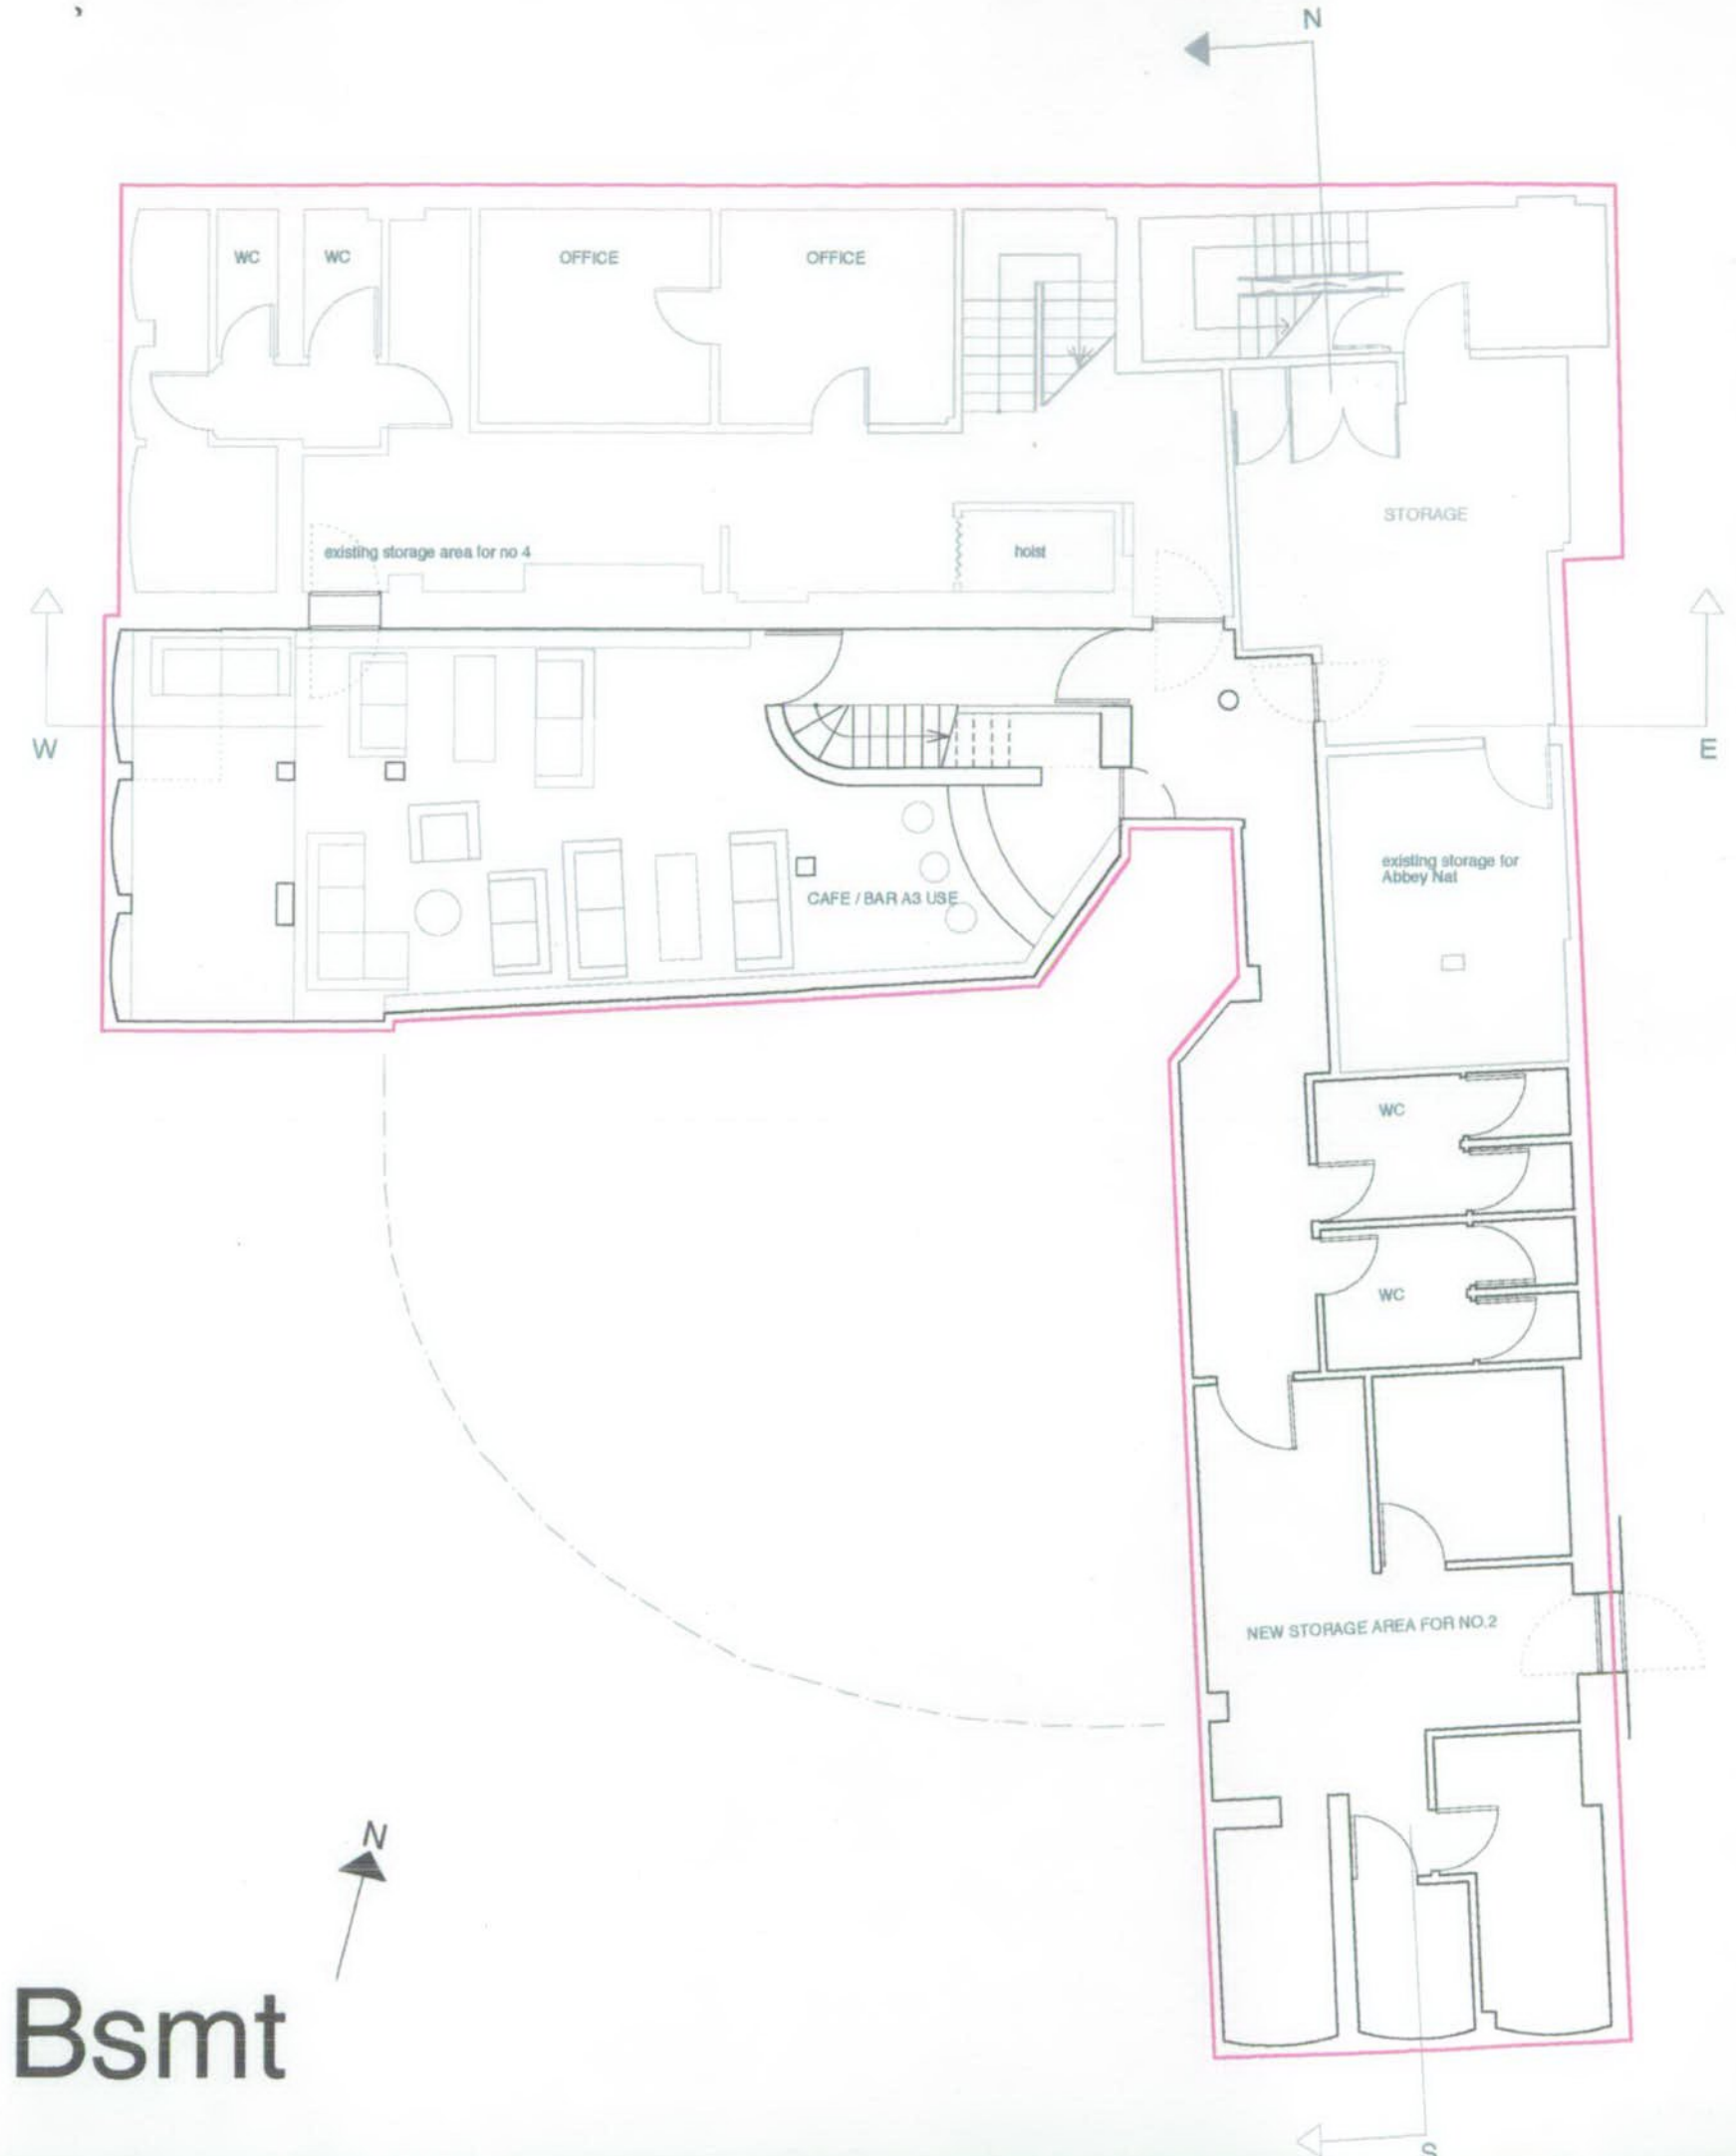 N
WC
WC
OFFICE
OFFICE
STORAGE
existing storage area for no 4
hoist
W
E
existing storage for
Abbey Nat
CAFE / BAR A3 USE
WC
WC
NEW STORAGE AREA FOR NO.2
N
Bsmt
S